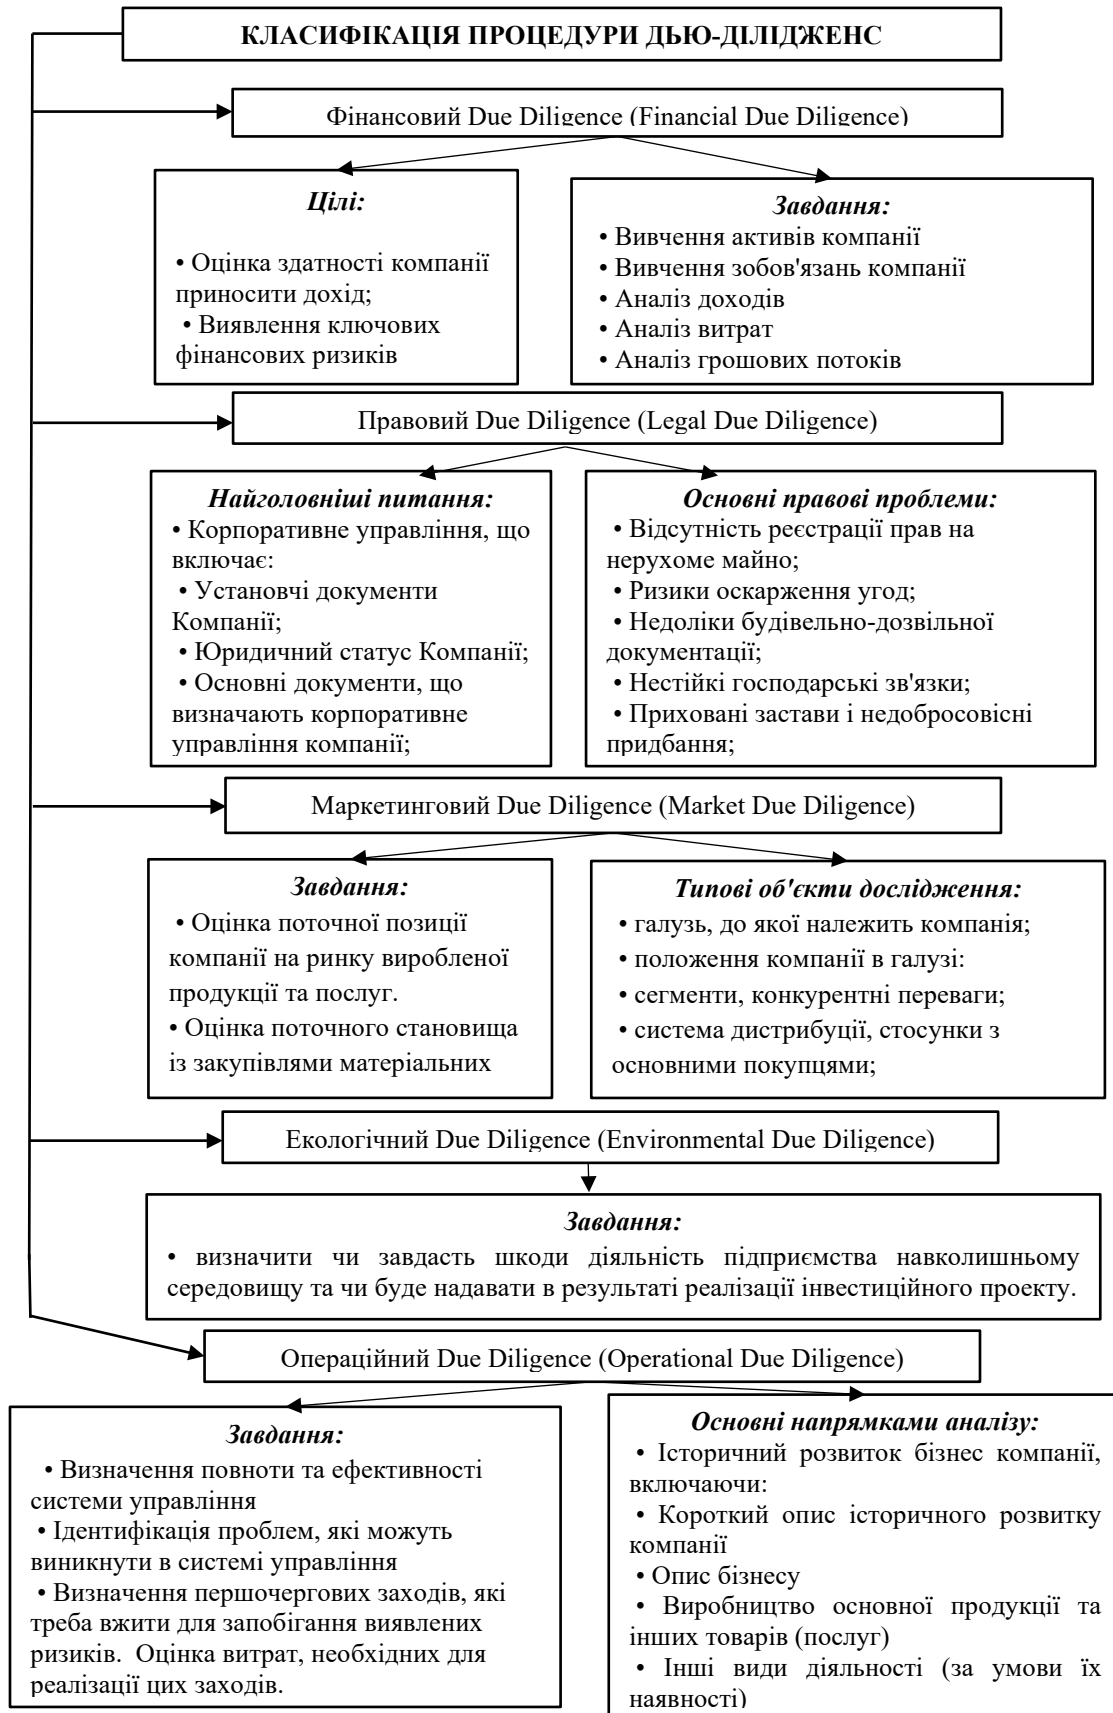 КЛАСИФІКАЦІЯ ПРОЦЕДУРИ ДЬЮ-ДІЛІДЖЕНС
Фінансовий Due Diligence (Financial Due Diligence)
Цілі:
• Оцінка здатності компанії
приносити дохід;
• Виявлення ключових
фінансових ризиків
Завдання:
• Вивчення активів компанії
• Вивчення зобов'язань компанії
• Аналіз доходів
• Аналіз витрат
• Аналіз грошових потоків
Правовий Due Diligence (Legal Due Diligence)
Найголовніші питання:
• Корпоративне управління, що
включає:
• Установчі документи
Компанії;
• Юридичний статус Компанії;
• Основні документи, що
визначають корпоративне
управління компанії;
Основні правові проблеми:
• Відсутність реєстрації прав на
нерухоме майно;
• Ризики оскарження угод;
• Недоліки будівельно-дозвільної
документації;
• Нестійкі господарські зв'язки;
• Приховані застави і недобросовісні
придбання;
Маркетинговий Due Diligence (Market Due Diligence)
Завдання:
• Оцінка поточної позиції
компанії на ринку виробленої
продукції та послуг.
• Оцінка поточного становища
із закупівлями матеріальних
Типові об'єкти дослідження:
• галузь, до якої належить компанія;
• положення компанії в галузі:
• сегменти, конкурентні переваги;
• система дистрибуції, стосунки з
основними покупцями;
Екологічний Due Diligence (Environmental Due Diligence)
Завдання:
• визначити чи завдасть шкоди діяльність підприємства навколишньому
середовищу та чи буде надавати в результаті реалізації інвестиційного проекту.
Операційний Due Diligence (Operational Due Diligence)
Завдання:
• Визначення повноти та ефективності
системи управління
• Ідентифікація проблем, які можуть
виникнути в системі управління
• Визначення першочергових заходів, які
треба вжити для запобігання виявлених
ризиків. Оцінка витрат, необхідних для
реалізації цих заходів.
Основні напрямками аналізу:
• Історичний розвиток бізнес компанії,
включаючи:
• Короткий опис історичного розвитку
компанії
• Опис бізнесу
• Виробництво основної продукції та
інших товарів (послуг)
• Інші види діяльності (за умови їх
наявності)